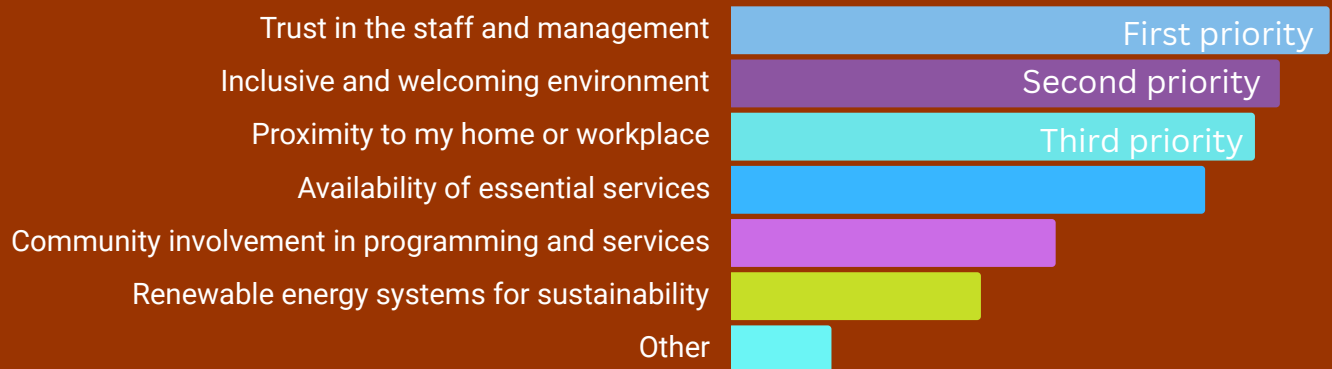 Trust in the staff and management
First priority
Inclusive and welcoming environment
Second priority
Proximity to my home or workplace
Third priority
Availability of essential services
Community involvement in programming and services
Renewable energy systems for sustainability
Other